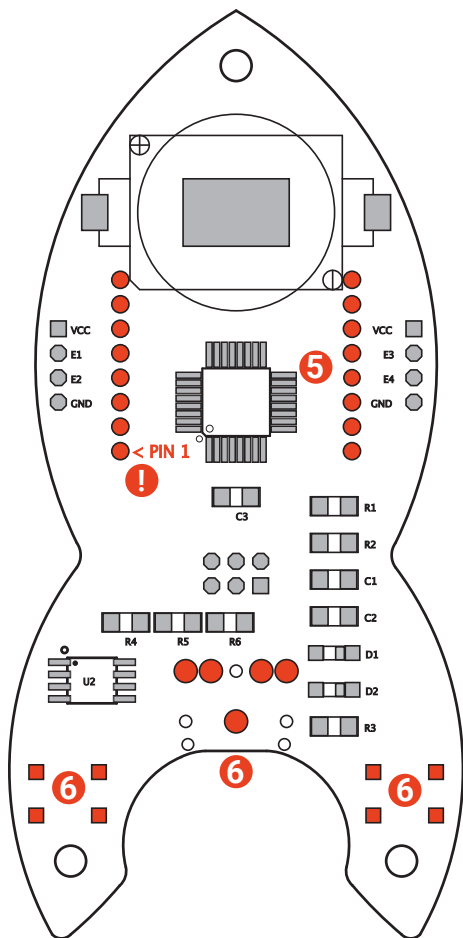 VCC
VCC
E1
E3
5
E2
E4
GND
GND
< PIN 1
!
C3
R1
R2
C1
C2
R4
R5
R6
D1
U2
D2
R3
6
6
6